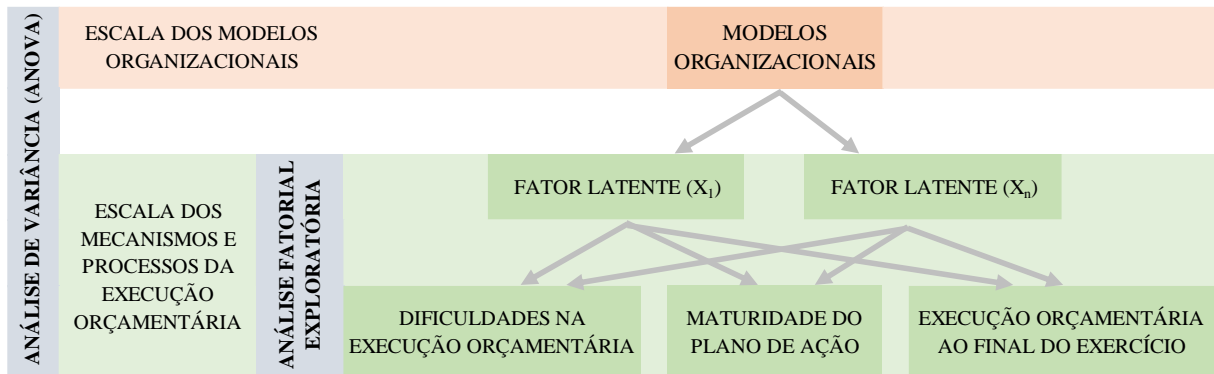 ANÁLISE DE VARIÂNCIA (ANOVA)
ESCALA DOS MODELOS
ORGANIZACIONAIS
MODELOS
ORGANIZACIONAIS
ESCALA DOS
MECANISMOS E
PROCESSOS DA
EXECUÇÃO
ORÇAMENTÁRIA
ANÁLISE FATORIAL
EXPLORATÓRIA
FATOR LATENTE (X₁)
FATOR LATENTE (Xₙ)
DIFICULDADES NA
EXECUÇÃO ORÇAMENTÁRIA
MATURIDADE DO
PLANO DE AÇÃO
EXECUÇÃO ORÇAMENTÁRIA
AO FINAL DO EXERCÍCIO